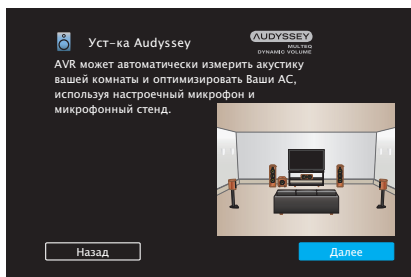 Уст-ка Audyssey
AUDYSSEY
MULTEQ
DYNAMIC VOLUME
AVR может автоматически измерить акустику
вашей комнаты и оптимизировать Ваши АС,
используя настроечный микрофон и
микрофонный стенд.
Назад
Далее